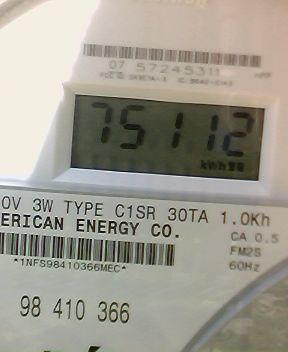 07 57245311
75112
kWh
0V 3W TYPE C1SR 30TA 1.0Kh
ERICAN ENERGY CO.
CA 0.5
FM2S
*1NFS98410366MEC*
60Hz
98 410 366